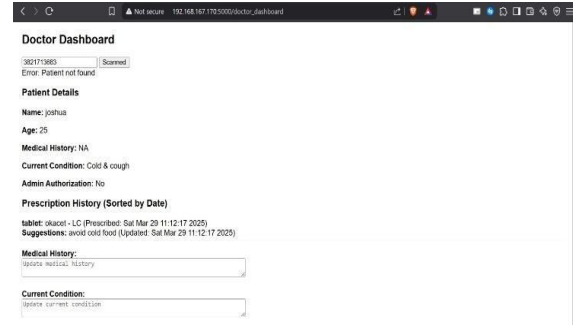 Not secure 192.168.167.170:5000/doctor_dashboard
Doctor Dashboard
3821713683 Scanned
Error: Patient not found
Patient Details
Name: joshua
Age: 25
Medical History: NA
Current Condition: Cold & cough
Admin Authorization: No
Prescription History (Sorted by Date)
tablet: okacet - LC (Prescribed: Sat Mar 29 11:12:17 2025)
Suggestions: avoid cold food (Updated: Sat Mar 29 11:12:17 2025)
Medical History:
Update medical history
Current Condition:
Update current condition